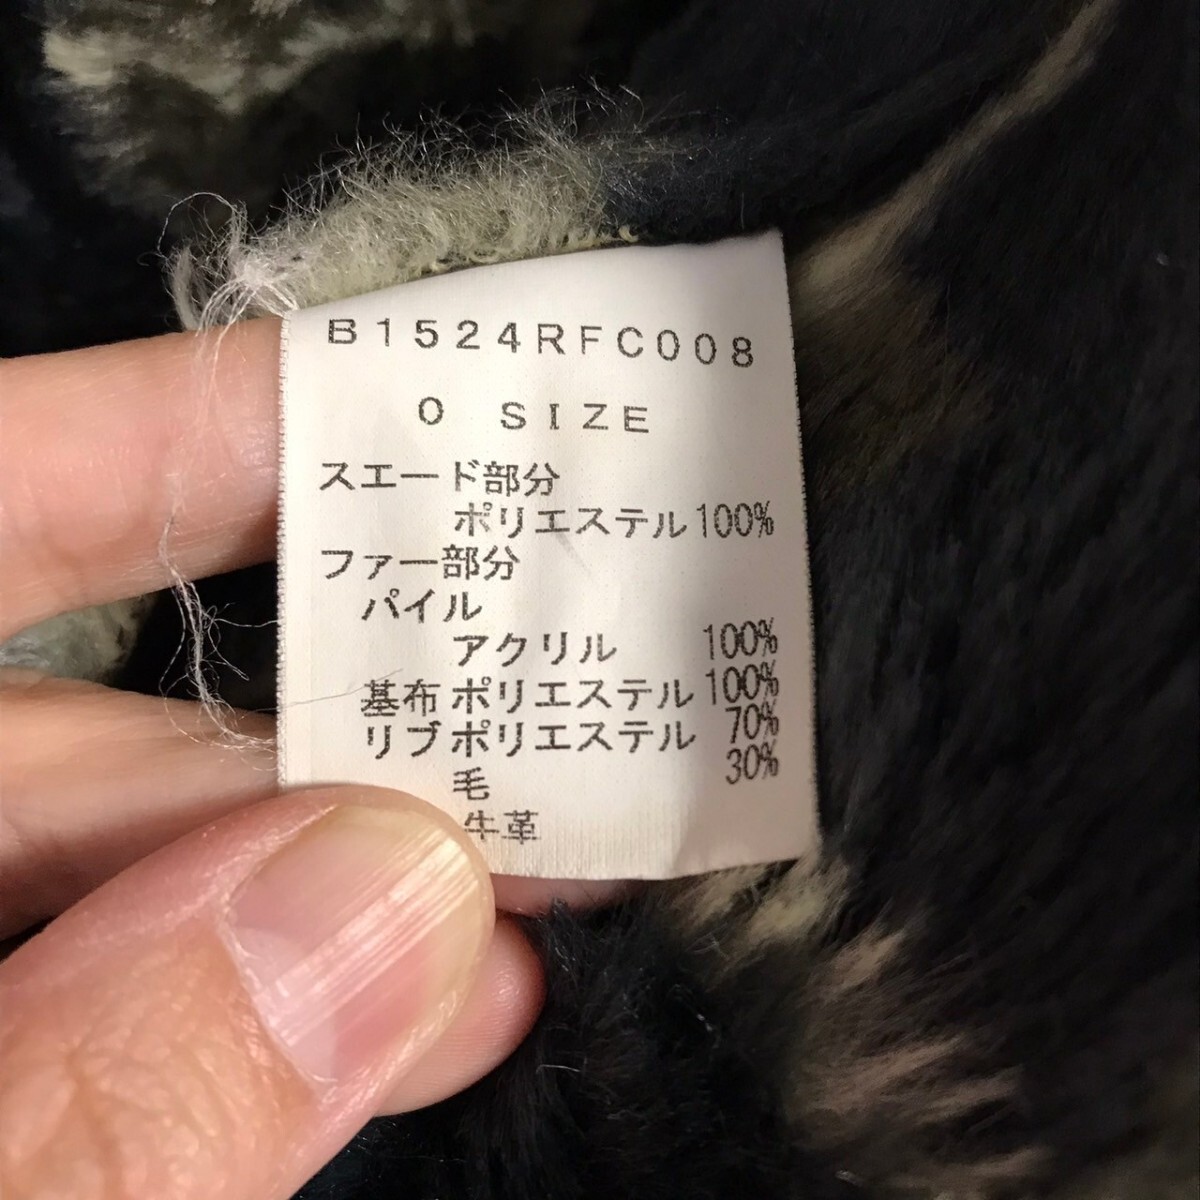 B1524RFC008
0 SIZE
スエード部分
ポリエステル100%
ファー部分
パイル
アクリル 100%
基布ポリエステル100%
リブポリエステル 70%
毛 30%
牛革